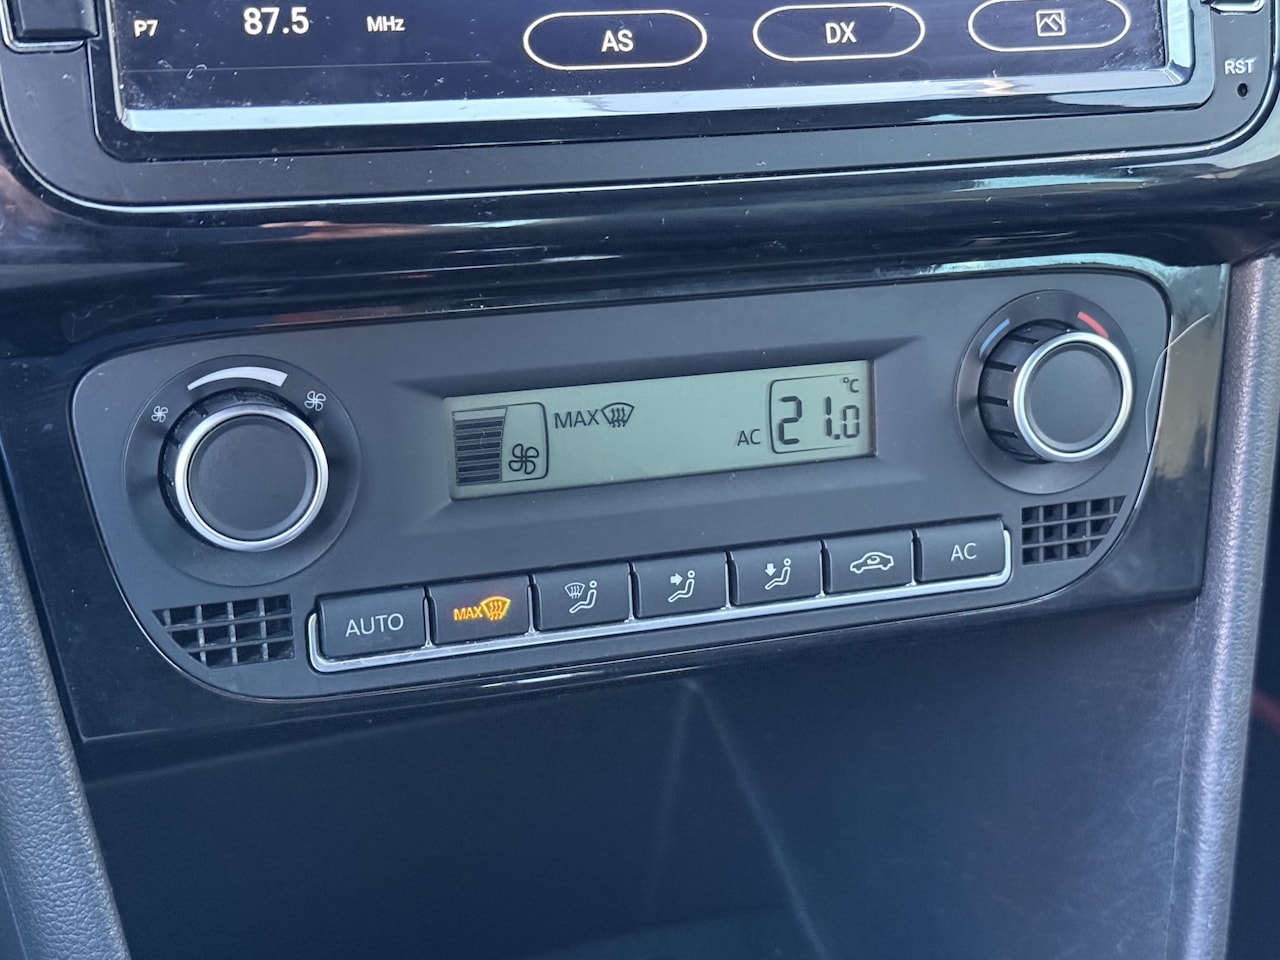 P7 87.5 MHz AS DX
RST
MAX AC 21.0 °C
AUTO MAX AC